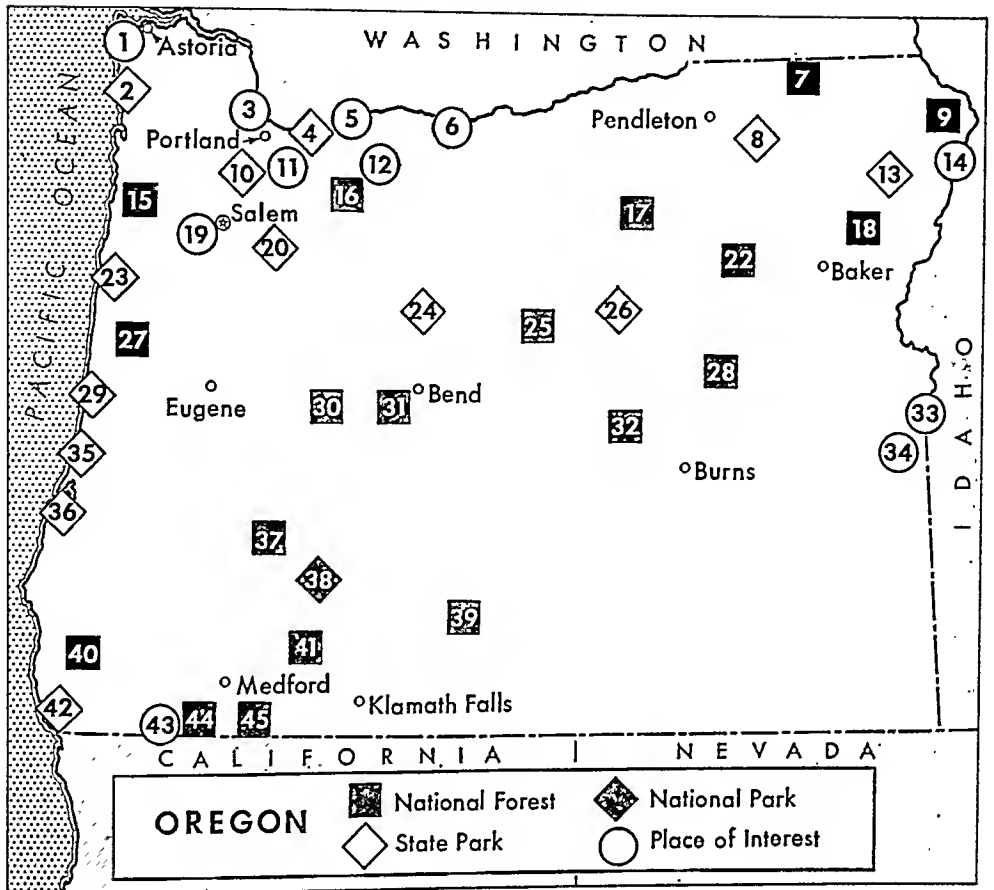 WASHINGTON
1
Astoria
2
7
3
5
6
Pendleton
9
Portland
4
8
10
11
12
14
13
15
16
17
18
19
Salem
20
22
Baker
23
24
26
25
27
PACIFIC OCEAN
28
IDAHO
29
Eugene
30
31
Bend
33
32
34
35
Burns
36
37
38
39
40
41
Medford
Klamath Falls
42
43
44
45
CALIFORNIA
NEVADA
OREGON
National Forest
National Park
State Park
Place of Interest